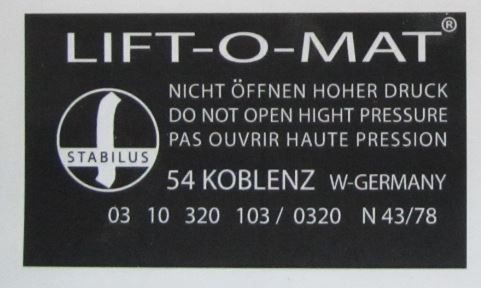 LIFT-O-MAT®
NICHT ÖFFNEN HOHER DRUCK
DO NOT OPEN HIGHT PRESSURE
PAS OUVRIR HAUTE PRESSION
STABILUS
54 KOBLENZ W-GERMANY
03 10 320 103 / 0320 N 43/78